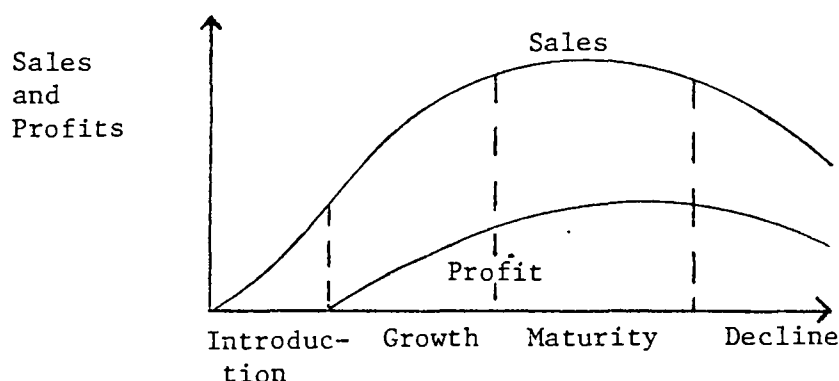 Sales
Sales
and
Profits
Profit
Introduc-
tion
Growth
Maturity
Decline